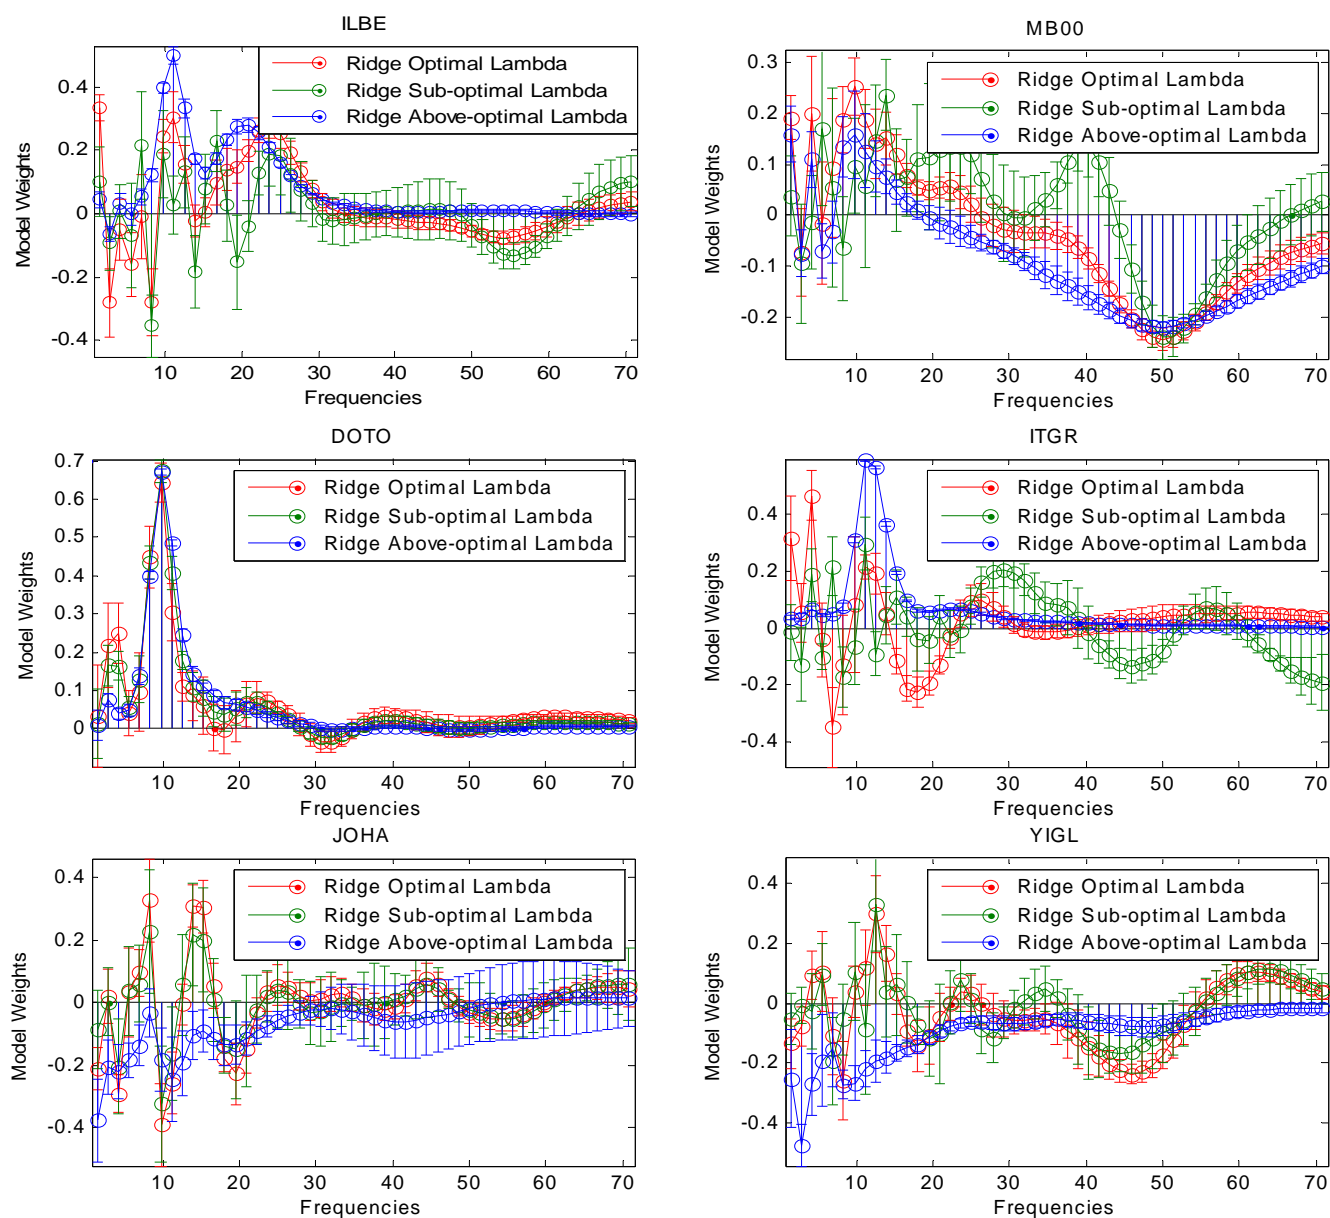 ILBE
Model Weights
0.4
0.2
0
-0.2
-0.4
Ridge Optimal Lambda
Ridge Sub-optimal Lambda
Ridge Above-optimal Lambda
10 20 30 40 50 60 70
Frequencies
MB00
Model Weights
0.3
0.2
0.1
0
-0.1
-0.2
Ridge Optimal Lambda
Ridge Sub-optimal Lambda
Ridge Above-optimal Lambda
10 20 30 40 50 60 70
Frequencies
DOTO
Model Weights
0.7
0.6
0.5
0.4
0.3
0.2
0.1
0
Ridge Optimal Lambda
Ridge Sub-optimal Lambda
Ridge Above-optimal Lambda
10 20 30 40 50 60 70
Frequencies
ITGR
Model Weights
0.4
0.2
0
-0.2
-0.4
Ridge Optimal Lambda
Ridge Sub-optimal Lambda
Ridge Above-optimal Lambda
10 20 30 40 50 60 70
Frequencies
JOHA
Model Weights
0.4
0.2
0
-0.2
-0.4
Ridge Optimal Lambda
Ridge Sub-optimal Lambda
Ridge Above-optimal Lambda
10 20 30 40 50 60 70
Frequencies
YIGL
Model Weights
0.4
0.2
0
-0.2
-0.4
Ridge Optimal Lambda
Ridge Sub-optimal Lambda
Ridge Above-optimal Lambda
10 20 30 40 50 60 70
Frequencies